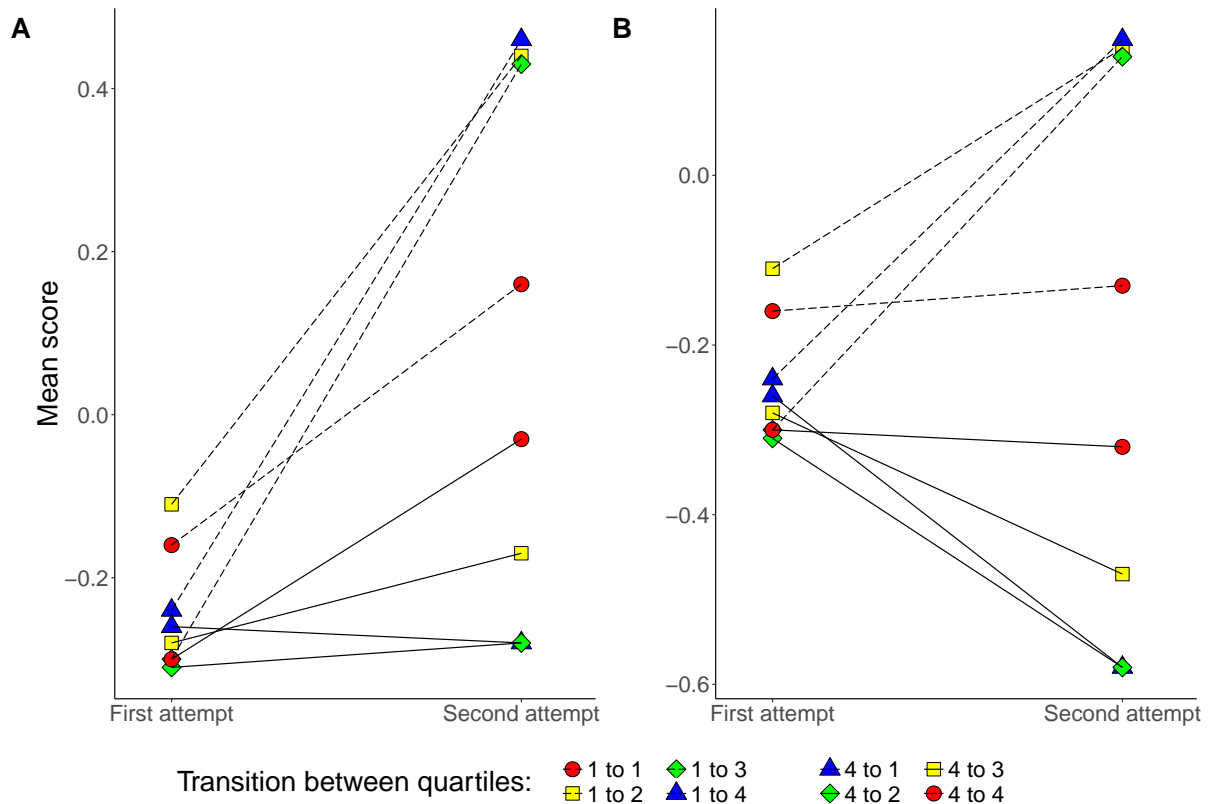 A
B
0.4
0.2
0.0
−0.2
Mean score
First attempt
Second attempt
0.0
−0.2
−0.4
−0.6
First attempt
Second attempt
Transition between quartiles:
1 to 1
1 to 3
4 to 1
4 to 3
1 to 2
1 to 4
4 to 2
4 to 4